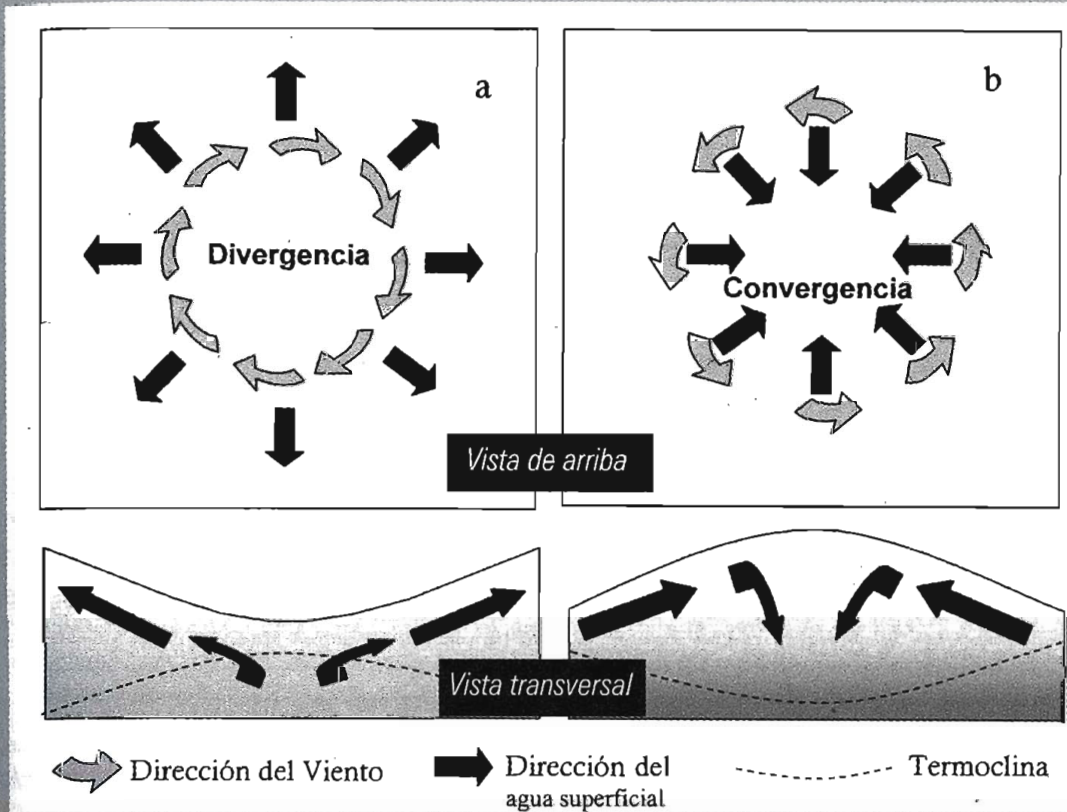 a
Divergencia
b
Convergencia
Vista de arriba
Vista transversal
Dirección del Viento
Dirección del
agua superficial
Termoclina